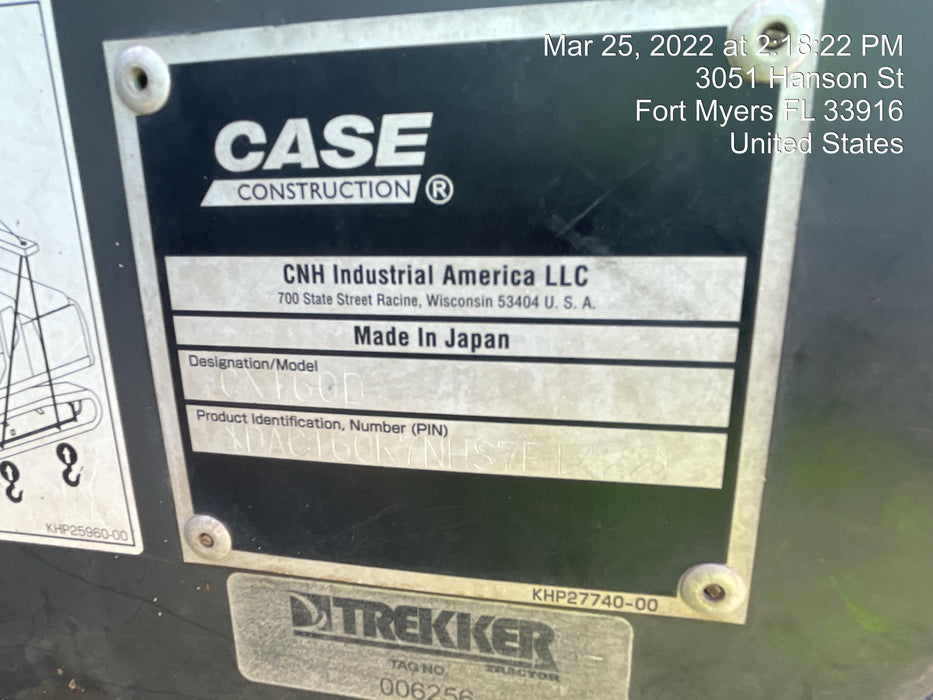 Mar 25, 2022 at 2:18:22 PM
3051 Hanson St
Fort Myers FL 33916
United States
CASE
CONSTRUCTION ®
CNH Industrial America LLC
700 State Street Racine, Wisconsin 53404 U. S. A.
Made In Japan
Designation/Model
CX160D
Product Identification, Number (PIN)
KHP25960-00
KHP27740-00
TREKKER
TRACTOR
TAG NO.
006256